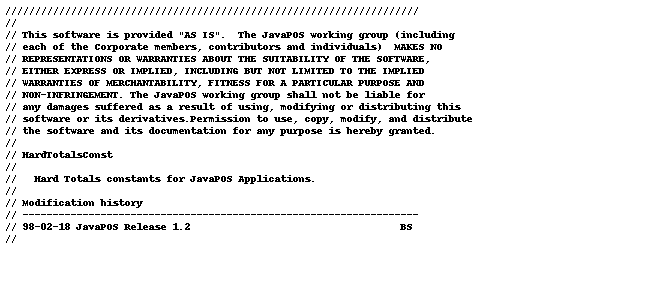 //////////////////////////////////////////////////////////////////////
//
// This software is provided "AS IS".  The JavaPOS working group (including
// each of the Corporate members, contributors and individuals)  MAKES NO
// REPRESENTATIONS OR WARRANTIES ABOUT THE SUITABILITY OF THE SOFTWARE,
// EITHER EXPRESS OR IMPLIED, INCLUDING BUT NOT LIMITED TO THE IMPLIED
// WARRANTIES OF MERCHANTABILITY, FITNESS FOR A PARTICULAR PURPOSE AND
// NON-INFRINGEMENT. The JavaPOS working group shall not be liable for
// any damages suffered as a result of using, modifying or distributing this
// software or its derivatives.Permission to use, copy, modify, and distribute
// the software and its documentation for any purpose is hereby granted.
//
// HardTotalsConst
//
//   Hard Totals constants for JavaPOS Applications.
//
// Modification history
// ------------------------------------------------------------------
// 98-02-18 JavaPOS Release 1.2                                   BS
//